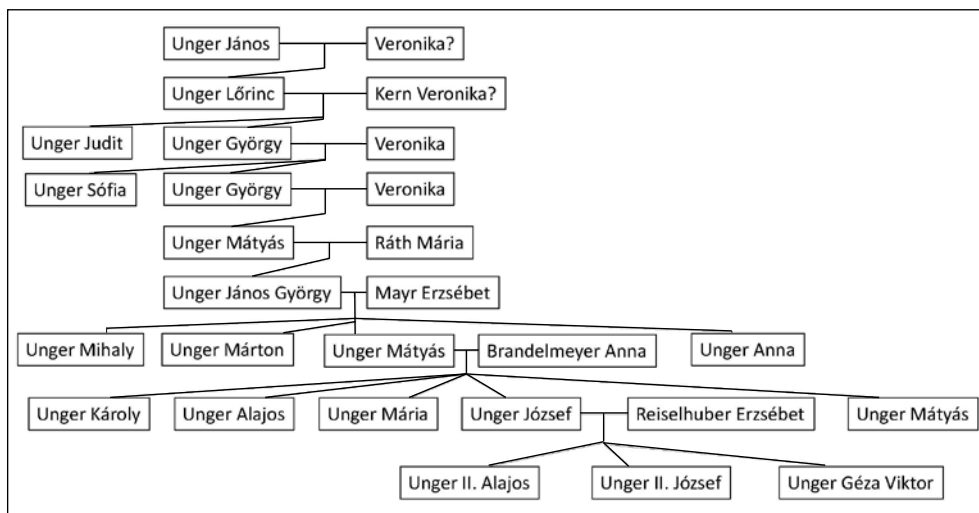 Unger János
Veronika?
Unger Lőrinc
Kern Veronika?
Unger Judit
Unger György
Veronika
Unger Sófia
Unger György
Veronika
Unger Mátyás
Ráth Mária
Unger János György
Mayr Erzsébet
Unger Mihaly
Unger Márton
Unger Mátyás
Brandelmeyer Anna
Unger Anna
Unger Károly
Unger Alajos
Unger Mária
Unger József
Reiselhuber Erzsébet
Unger Mátyás
Unger II. Alajos
Unger II. József
Unger Géza Viktor